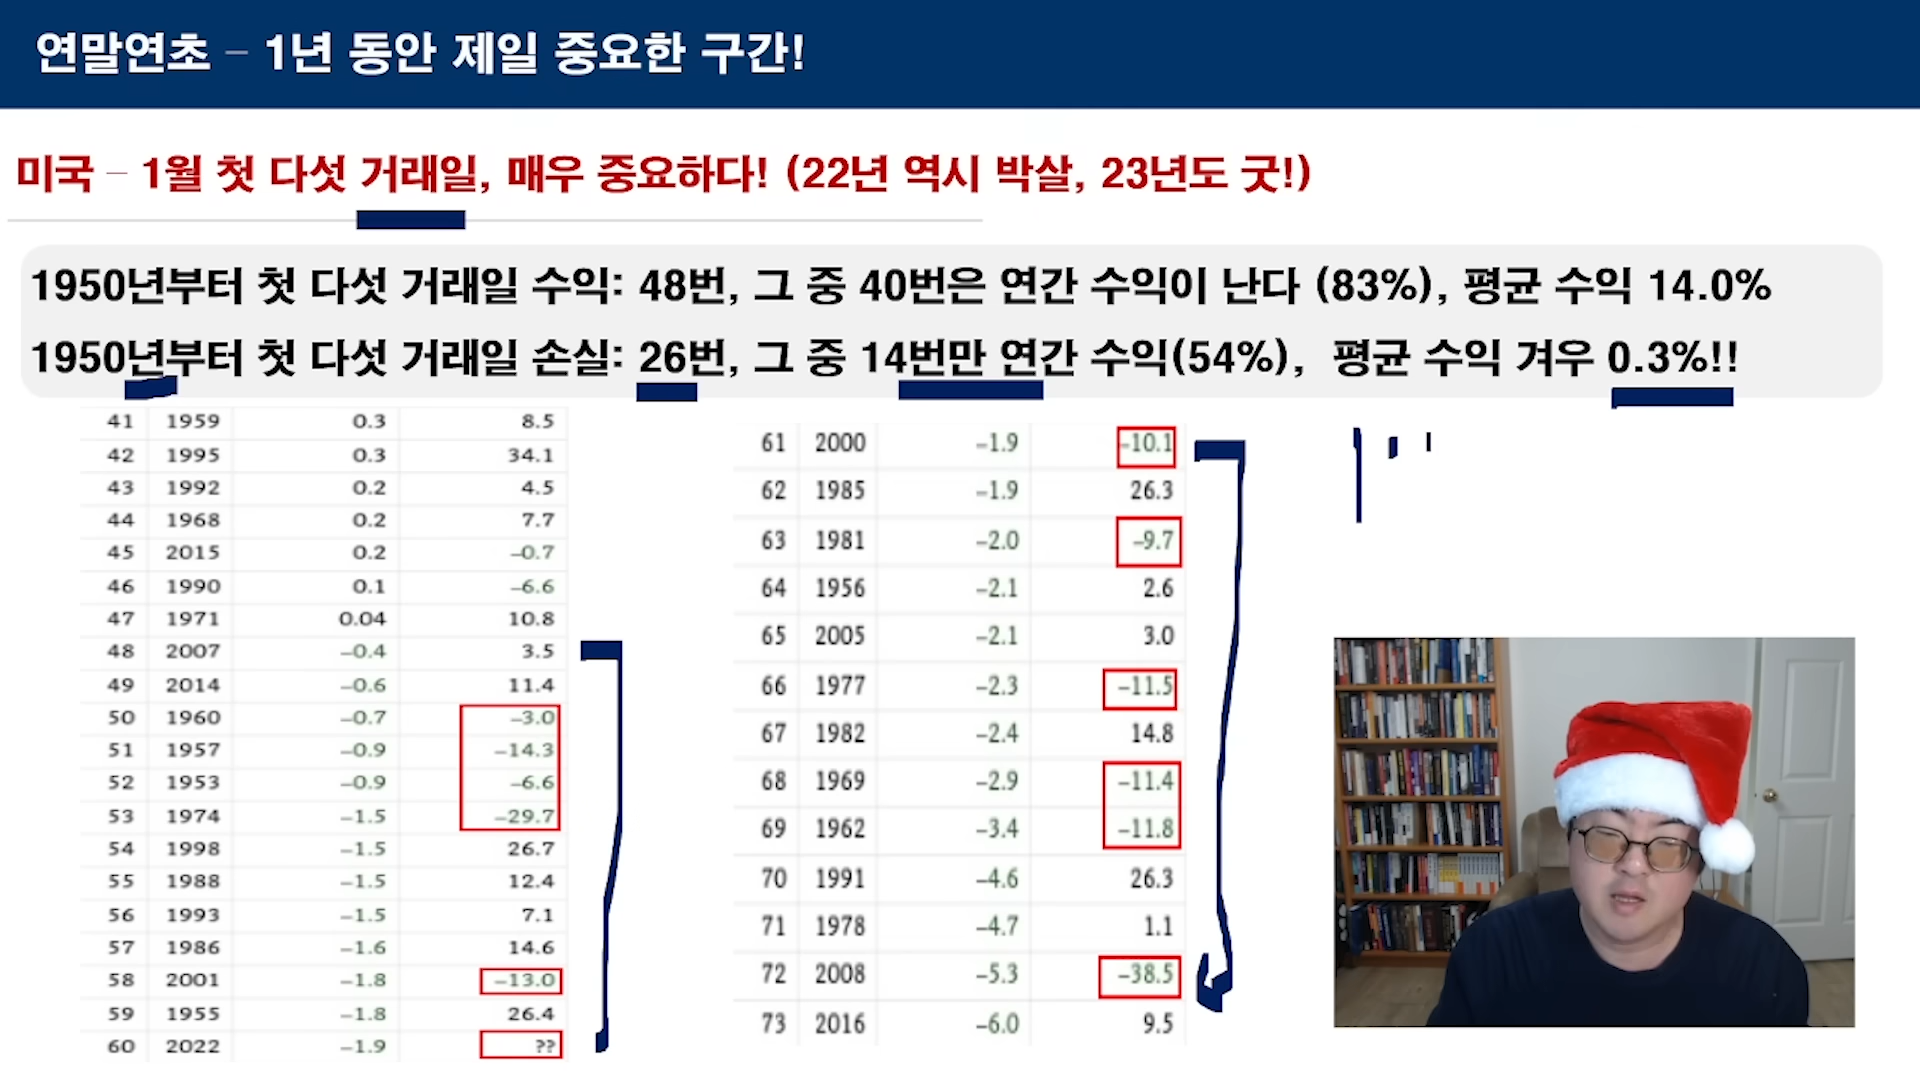 연말연초 – 1년 동안 제일 중요한 구간!
미국 – 1월 첫 다섯 거래일, 매우 중요하다! (22년 역시 박살, 23년도 굿!)
1950년부터 첫 다섯 거래일 수익: 48번, 그 중 40번은 연간 수익이 난다 (83%), 평균 수익 14.0%
1950년부터 첫 다섯 거래일 손실: 26번, 그 중 14번만 연간 수익(54%), 평균 수익 겨우 0.3%!!
41 1959 0.3 8.5
42 1995 0.3 34.1
43 1992 0.2 4.5
44 1968 0.2 7.7
45 2015 0.2 –0.7
46 1990 0.1 –6.6
47 1971 0.04 10.8
48 2007 –0.4 3.5
49 2014 –0.6 11.4
50 1960 –0.7 –3.0
51 1957 –0.9 –14.3
52 1953 –0.9 –6.6
53 1974 –1.5 –29.7
54 1998 –1.5 26.7
55 1988 –1.5 12.4
56 1993 –1.5 7.1
57 1986 –1.6 14.6
58 2001 –1.8 –13.0
59 1955 –1.8 26.4
60 2022 –1.9 ??
61 2000 –1.9 –10.1
62 1985 –1.9 26.3
63 1981 –2.0 –9.7
64 1956 –2.1 2.6
65 2005 –2.1 3.0
66 1977 –2.3 –11.5
67 1982 –2.4 14.8
68 1969 –2.9 –11.4
69 1962 –3.4 –11.8
70 1991 –4.6 26.3
71 1978 –4.7 1.1
72 2008 –5.3 –38.5
73 2016 –6.0 9.5